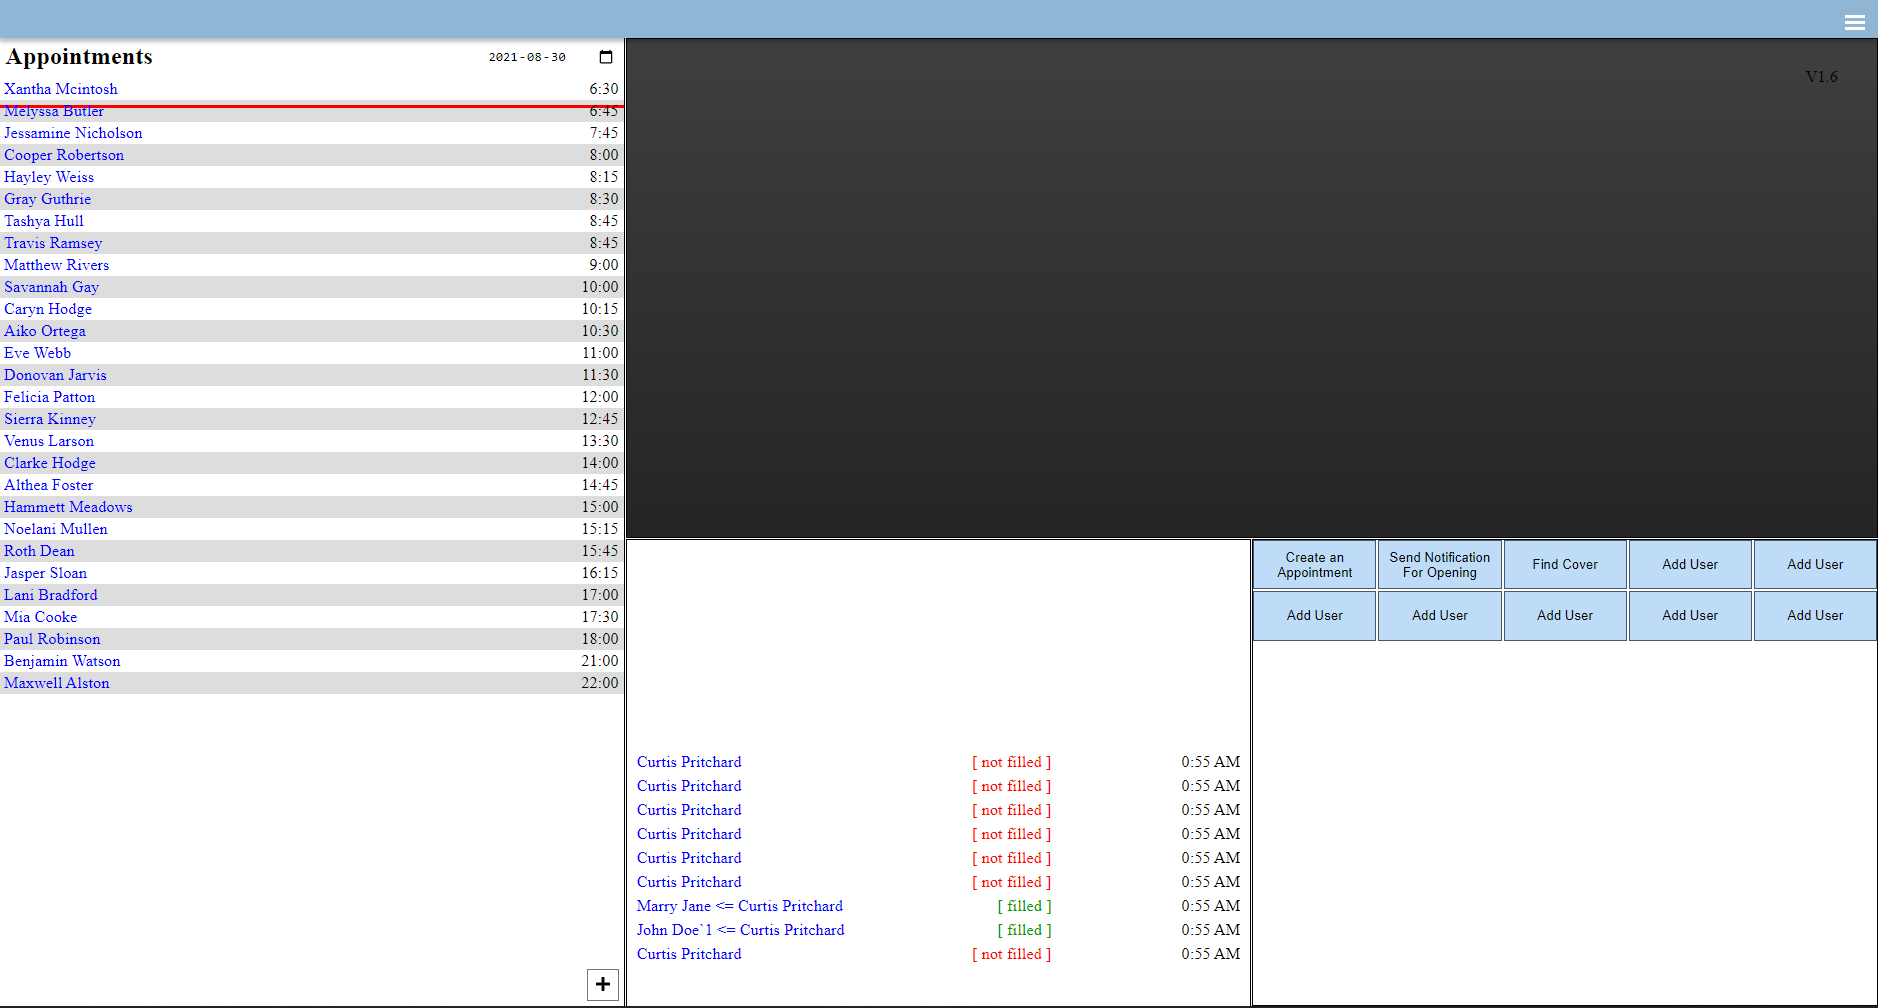 Appointments 2021-08-30
Xantha Mcintosh 6:30
Melyssa Butler 6:45
Jessamine Nicholson 7:45
Cooper Robertson 8:00
Hayley Weiss 8:15
Gray Guthrie 8:30
Tashya Hull 8:45
Travis Ramsey 8:45
Matthew Rivers 9:00
Savannah Gay 10:00
Caryn Hodge 10:15
Aiko Ortega 10:30
Eve Webb 11:00
Donovan Jarvis 11:30
Felicia Patton 12:00
Sierra Kinney 12:45
Venus Larson 13:30
Clarke Hodge 14:00
Althea Foster 14:45
Hammett Meadows 15:00
Noelani Mullen 15:15
Roth Dean 15:45
Jasper Sloan 16:15
Lani Bradford 17:00
Mia Cooke 17:30
Paul Robinson 18:00
Benjamin Watson 21:00
Maxwell Alston 22:00
V1.6
Curtis Pritchard [ not filled ] 0:55 AM
Curtis Pritchard [ not filled ] 0:55 AM
Curtis Pritchard [ not filled ] 0:55 AM
Curtis Pritchard [ not filled ] 0:55 AM
Curtis Pritchard [ not filled ] 0:55 AM
Curtis Pritchard [ not filled ] 0:55 AM
Marry Jane <= Curtis Pritchard [ filled ] 0:55 AM
John Doe`1 <= Curtis Pritchard [ filled ] 0:55 AM
Curtis Pritchard [ not filled ] 0:55 AM
Create an
Appointment
Send Notification
For Opening
Find Cover
Add User
Add User
Add User
Add User
Add User
Add User
Add User